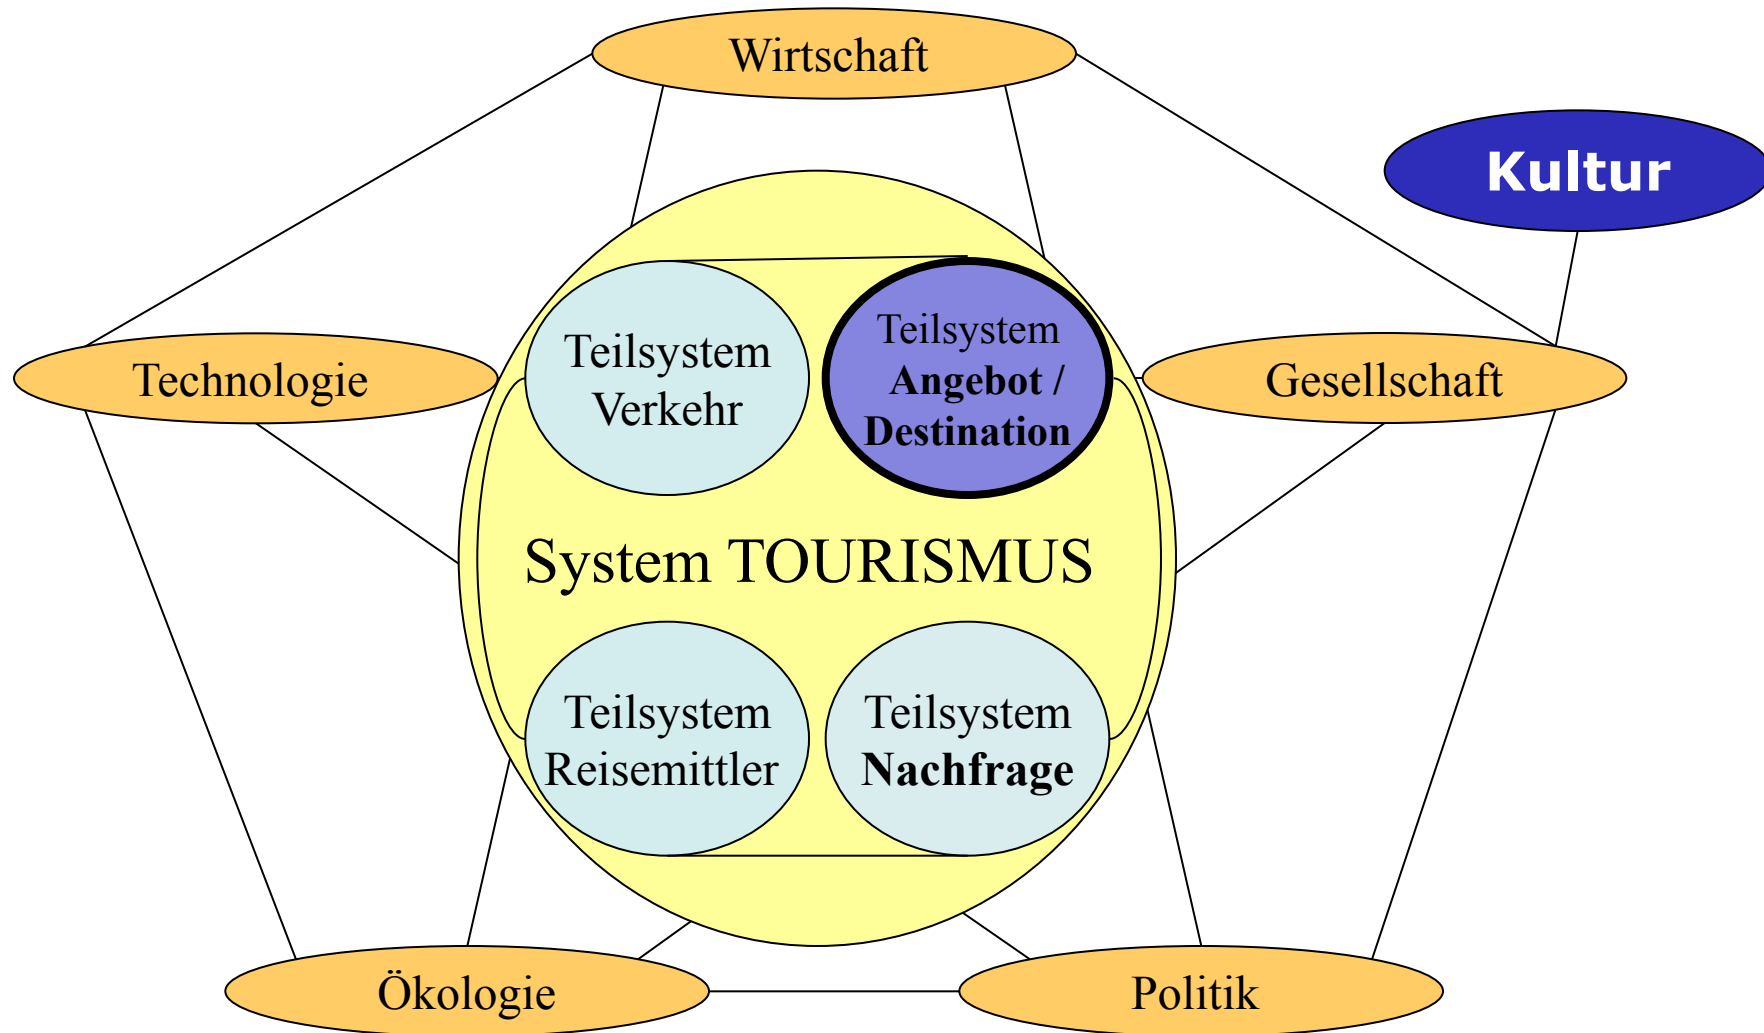 Wirtschaft
Kultur
Technologie
Teilsystem
Verkehr
Teilsystem
Angebot /
Destination
Gesellschaft
System TOURISMUS
Teilsystem
Reisemittler
Teilsystem
Nachfrage
Ökologie
Politik